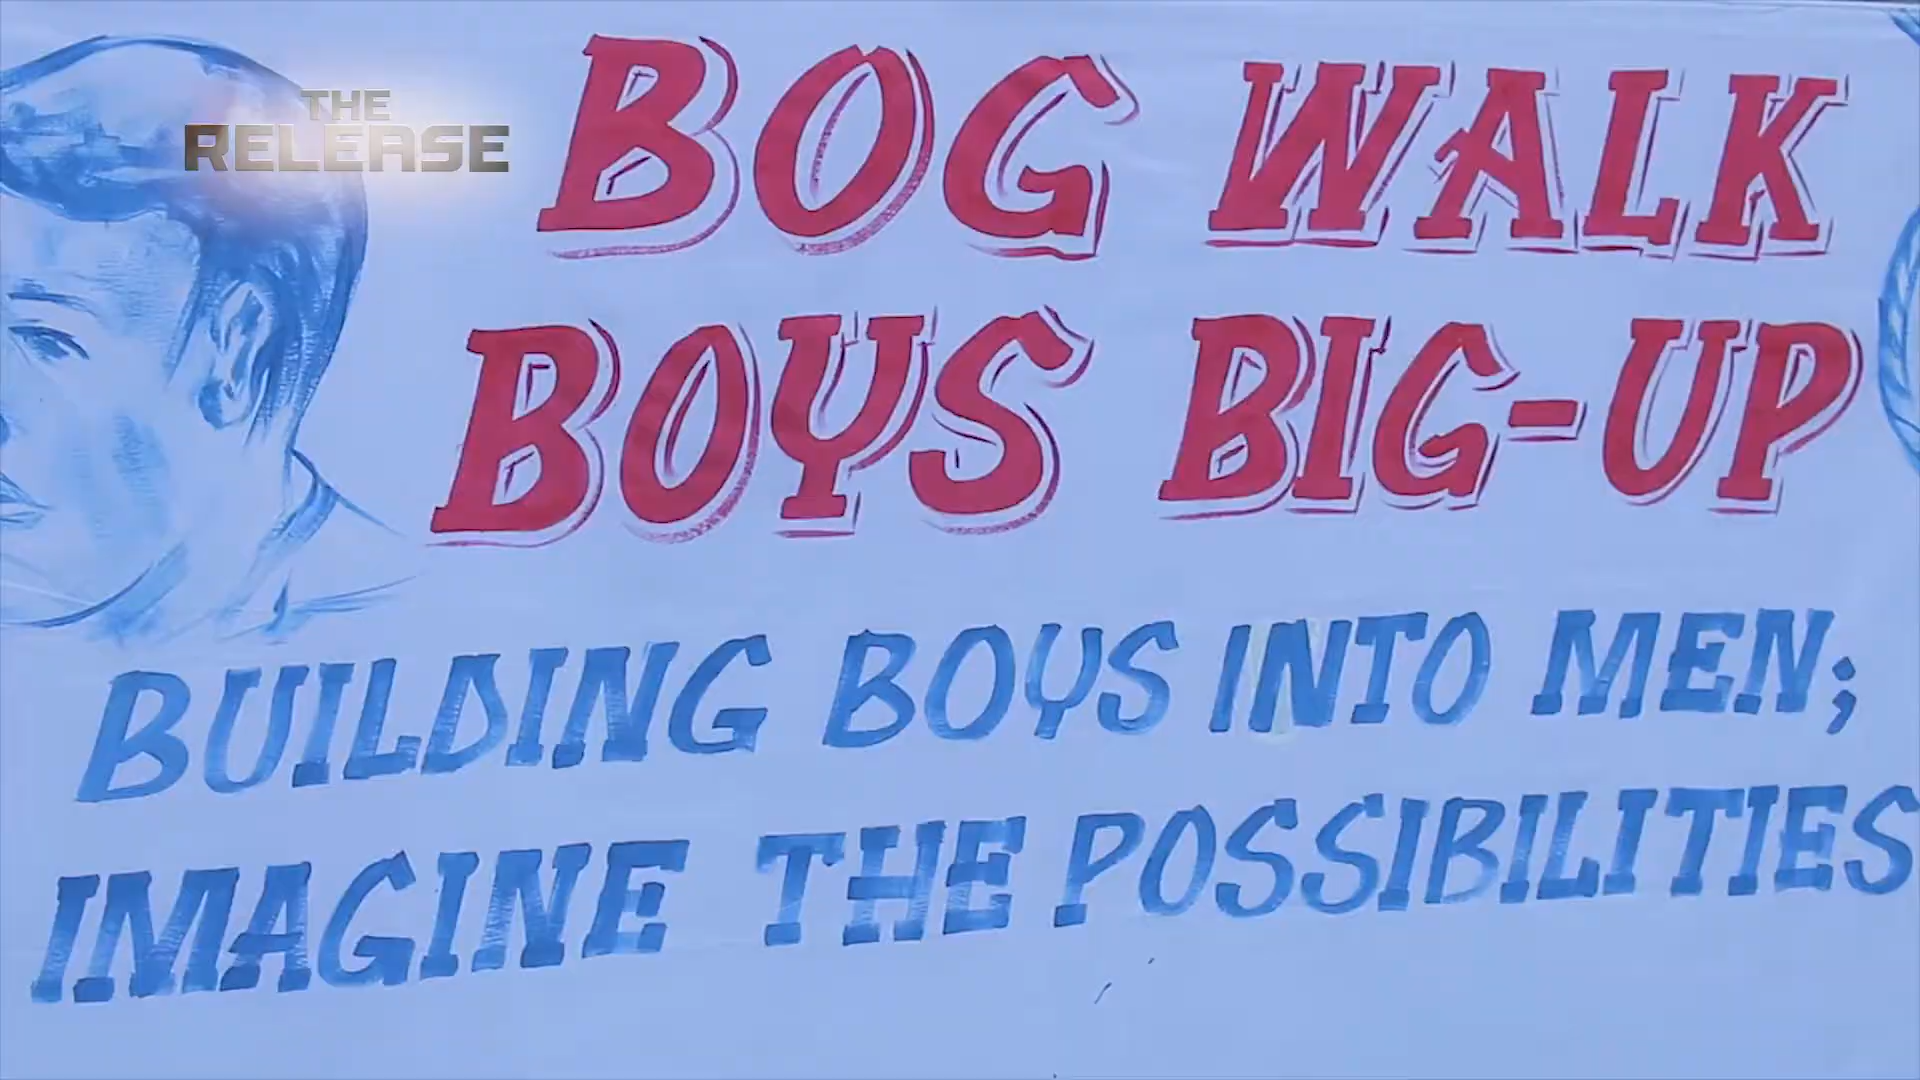 THE
RELEASE
BOG WALK
BOYS BIG-UP
BUILDING BOYS INTO MEN;
IMAGINE THE POSSIBILITIES